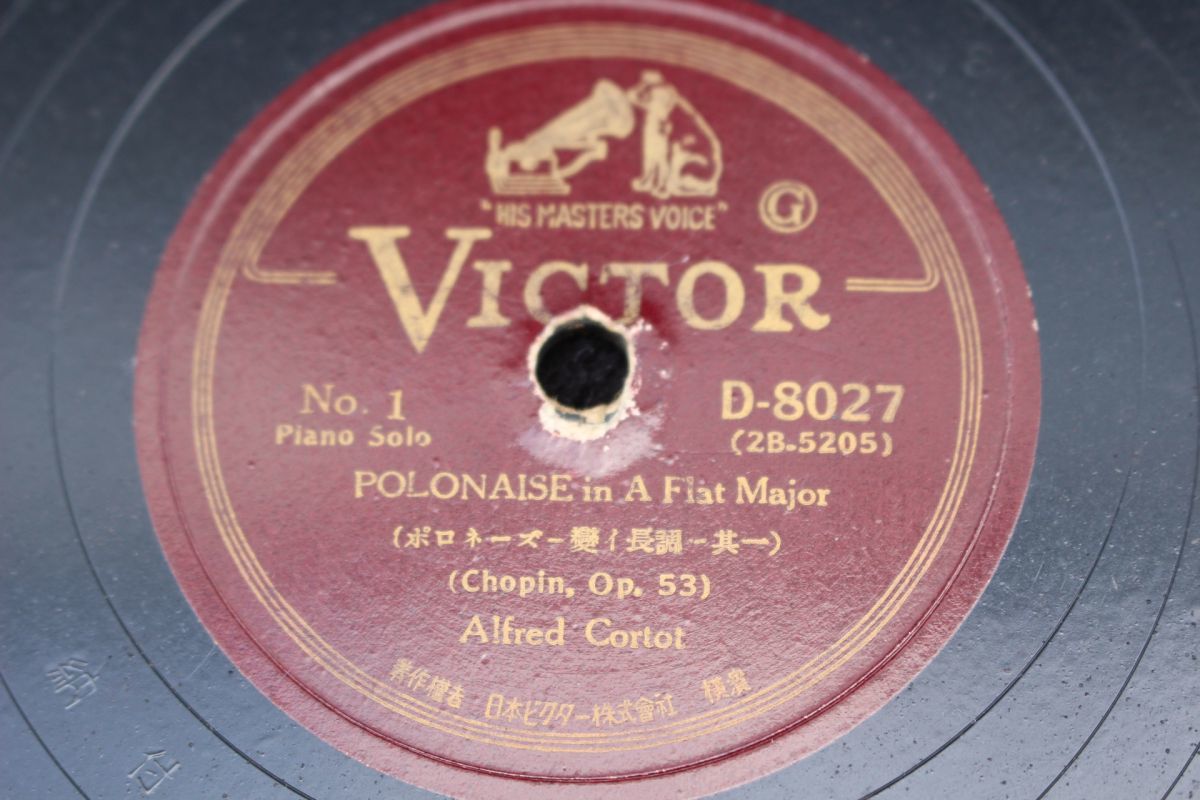 "HIS MASTERS VOICE"
G
VICTOR
No. 1
Piano Solo
D-8027
(2B-5205)
POLONAISE in A Flat Major
(ポロネーズ-變イ長調-其一)
(Chopin, Op. 53)
Alfred Cortot
著作權者 日本ビクター株式會社 橫濱